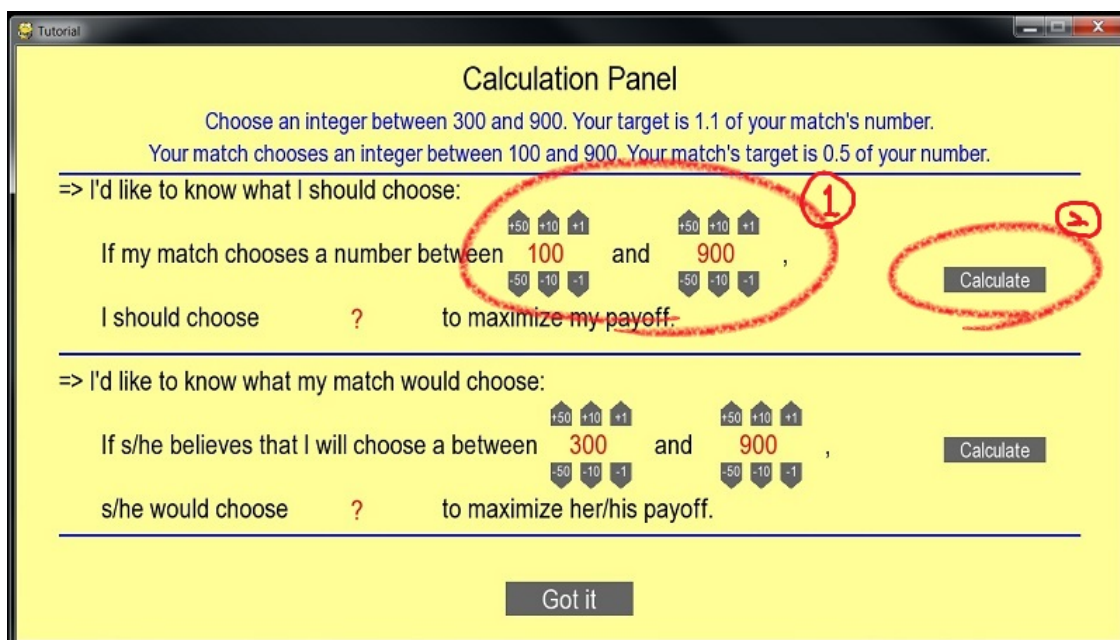 Tutorial
Calculation Panel
Choose an integer between 300 and 900. Your target is 1.1 of your match's number.
Your match chooses an integer between 100 and 900. Your match's target is 0.5 of your number.
=> I'd like to know what I should choose:
1
2
+50 +10 +1 +50 +10 +1
If my match chooses a number between 100 and 900 ,
-50 -10 -1 -50 -10 -1
Calculate
I should choose ? to maximize my payoff.
=> I'd like to know what my match would choose:
+50 +10 +1 +50 +10 +1
If s/he believes that I will choose a between 300 and 900 , Calculate
-50 -10 -1 -50 -10 -1
s/he would choose ? to maximize her/his payoff.
Got it